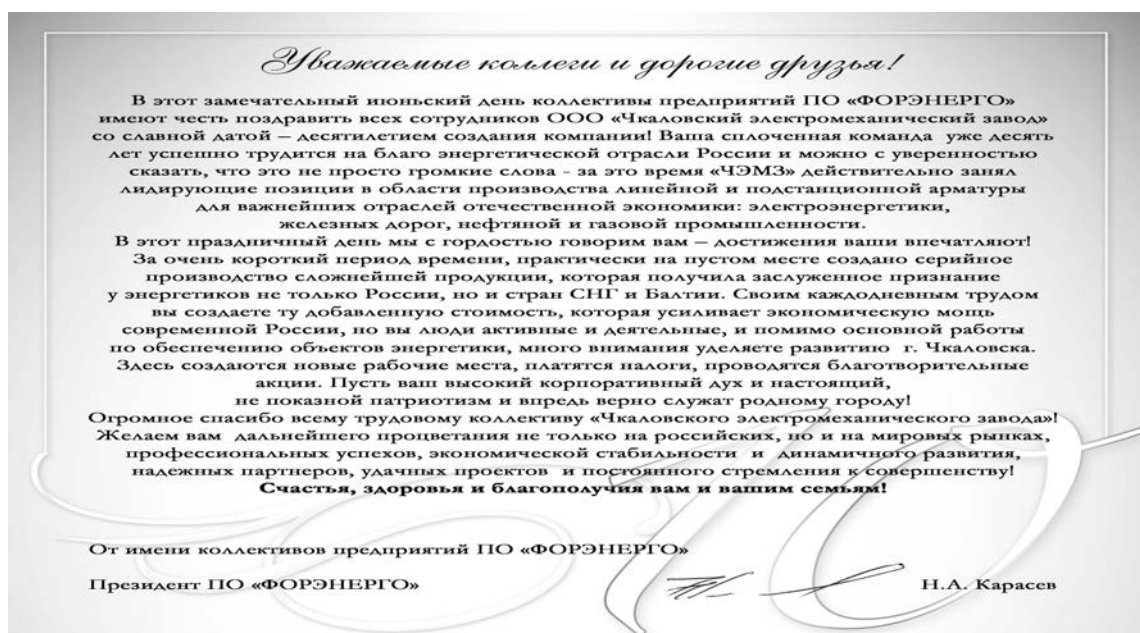 Уважаемые коллеги и дорогие друзья!
В этот замечательный июньский день коллективы предприятий ПО «ФОРЭНЕРГО»
имеют честь поздравить всех сотрудников ООО «Чкаловский электромеханический завод»
со славной датой – десятилетием создания компании! Ваша сплоченная команда уже десять
лет успешно трудится на благо энергетической отрасли России и можно с уверенностью
сказать, что это не просто громкие слова - за это время «ЧЭМЗ» действительно занял
лидирующие позиции в области производства линейной и подстанционной арматуры
для важнейших отраслей отечественной экономики: электроэнергетики,
железных дорог, нефтяной и газовой промышленности.
В этот праздничный день мы с гордостью говорим вам – достижения ваши впечатляют!
За очень короткий период времени, практически на пустом месте создано серийное
производство сложнейшей продукции, которая получила заслуженное признание
у энергетиков не только России, но и стран СНГ и Балтии. Своим каждодневным трудом
вы создаете ту добавленную стоимость, которая усиливает экономическую мощь
современной России, но вы люди активные и деятельные, и помимо основной работы
по обеспечению объектов энергетики, много внимания уделяете развитию г. Чкаловска.
Здесь создаются новые рабочие места, платятся налоги, проводятся благотворительные
акции. Пусть ваш высокий корпоративный дух и настоящий,
не показной патриотизм и впредь верно служат родному городу!
Огромное спасибо всему трудовому коллективу «Чкаловского электромеханического завода»!
Желаем вам дальнейшего процветания не только на российских, но и на мировых рынках,
профессиональных успехов, экономической стабильности и динамичного развития,
надежных партнеров, удачных проектов и постоянного стремления к совершенству!
Счастья, здоровья и благополучия вам и вашим семьям!
От имени коллективов предприятий ПО «ФОРЭНЕРГО»
Президент ПО «ФОРЭНЕРГО» Н.А. Карасев
10